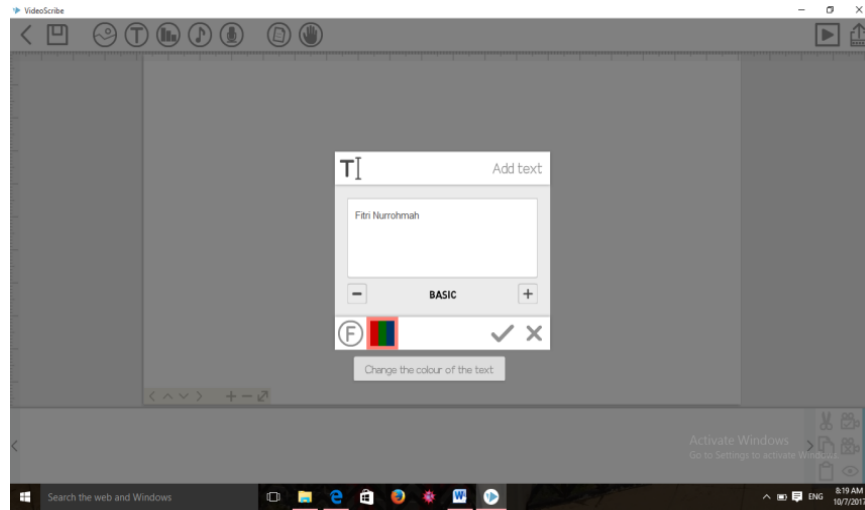 VideoScribe
Add text
Fitri Nurrohmah
BASIC
F
Change the colour of the text
Activate Windows
Go to Settings to activate Windows.
Search the web and Windows
ENG
8:19 AM
10/7/2017